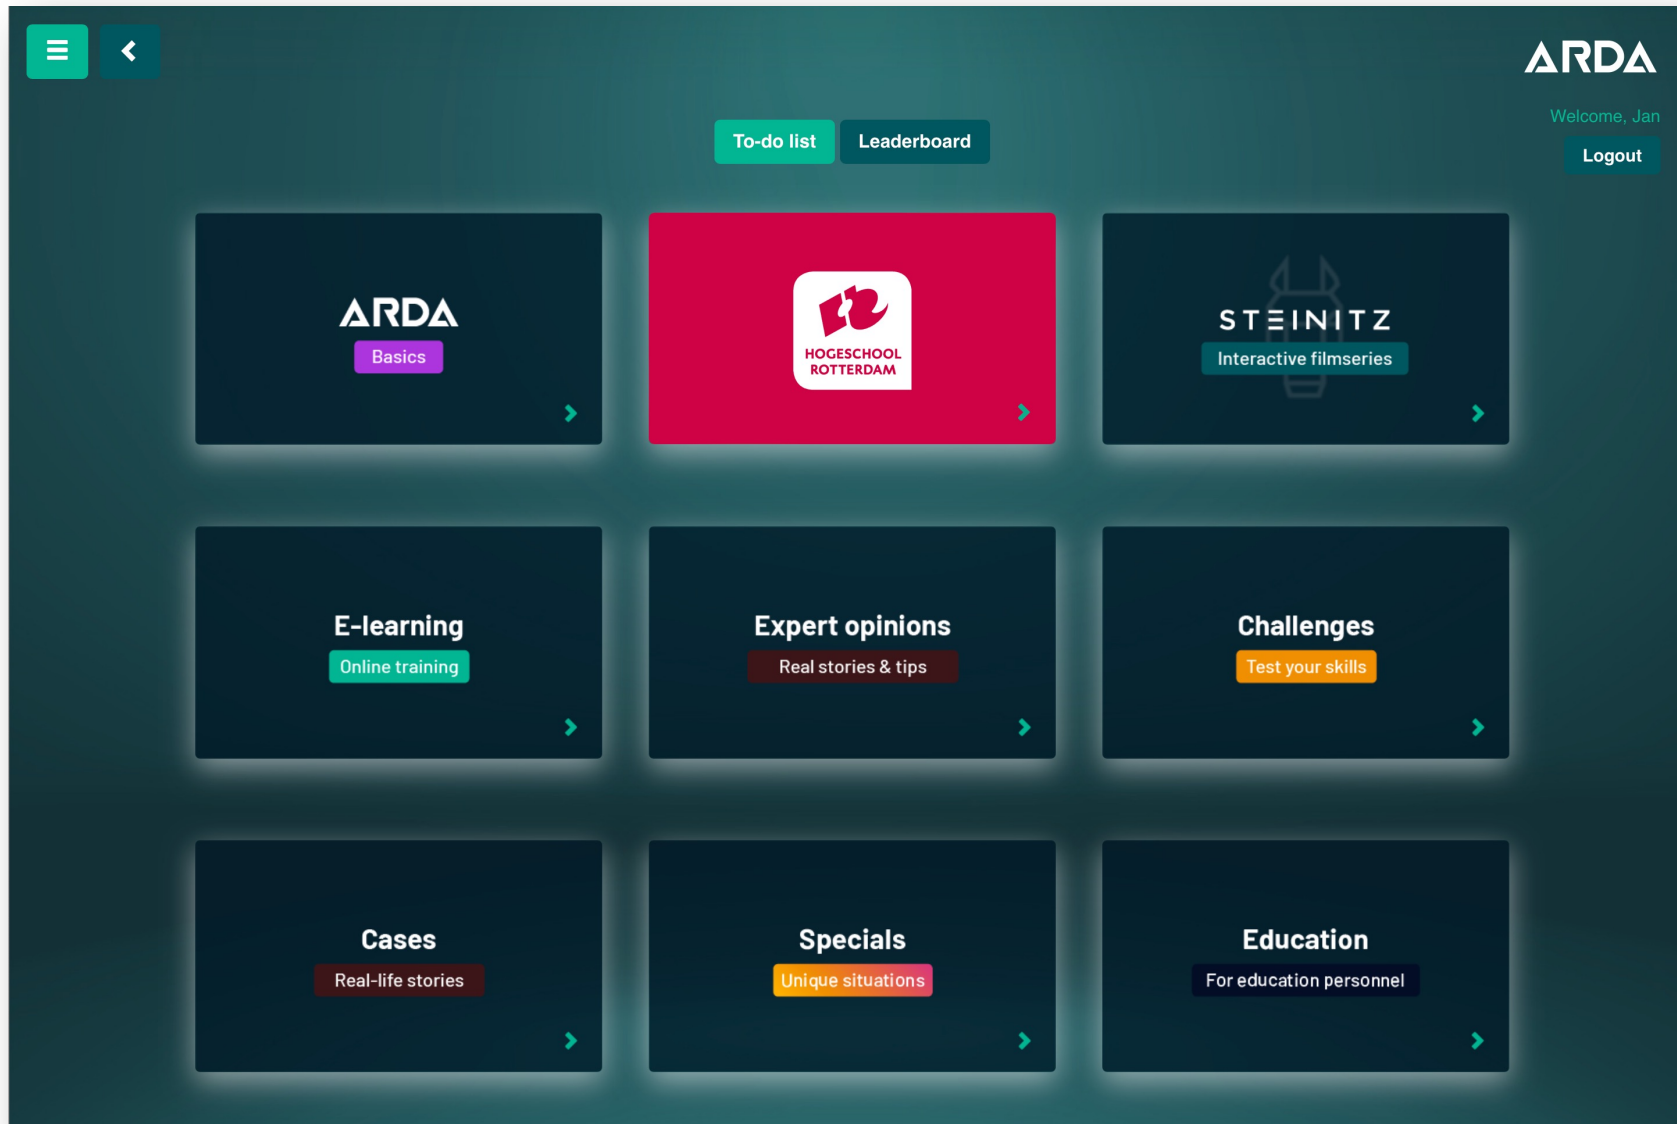 ARDA
Welcome, Jan
To-do list
Leaderboard
Logout
ARDA
Basics
HOGESCHOOL
ROTTERDAM
STEINITZ
Interactive filmseries
E-learning
Online training
Expert opinions
Real stories & tips
Challenges
Test your skills
Cases
Real-life stories
Specials
Unique situations
Education
For education personnel